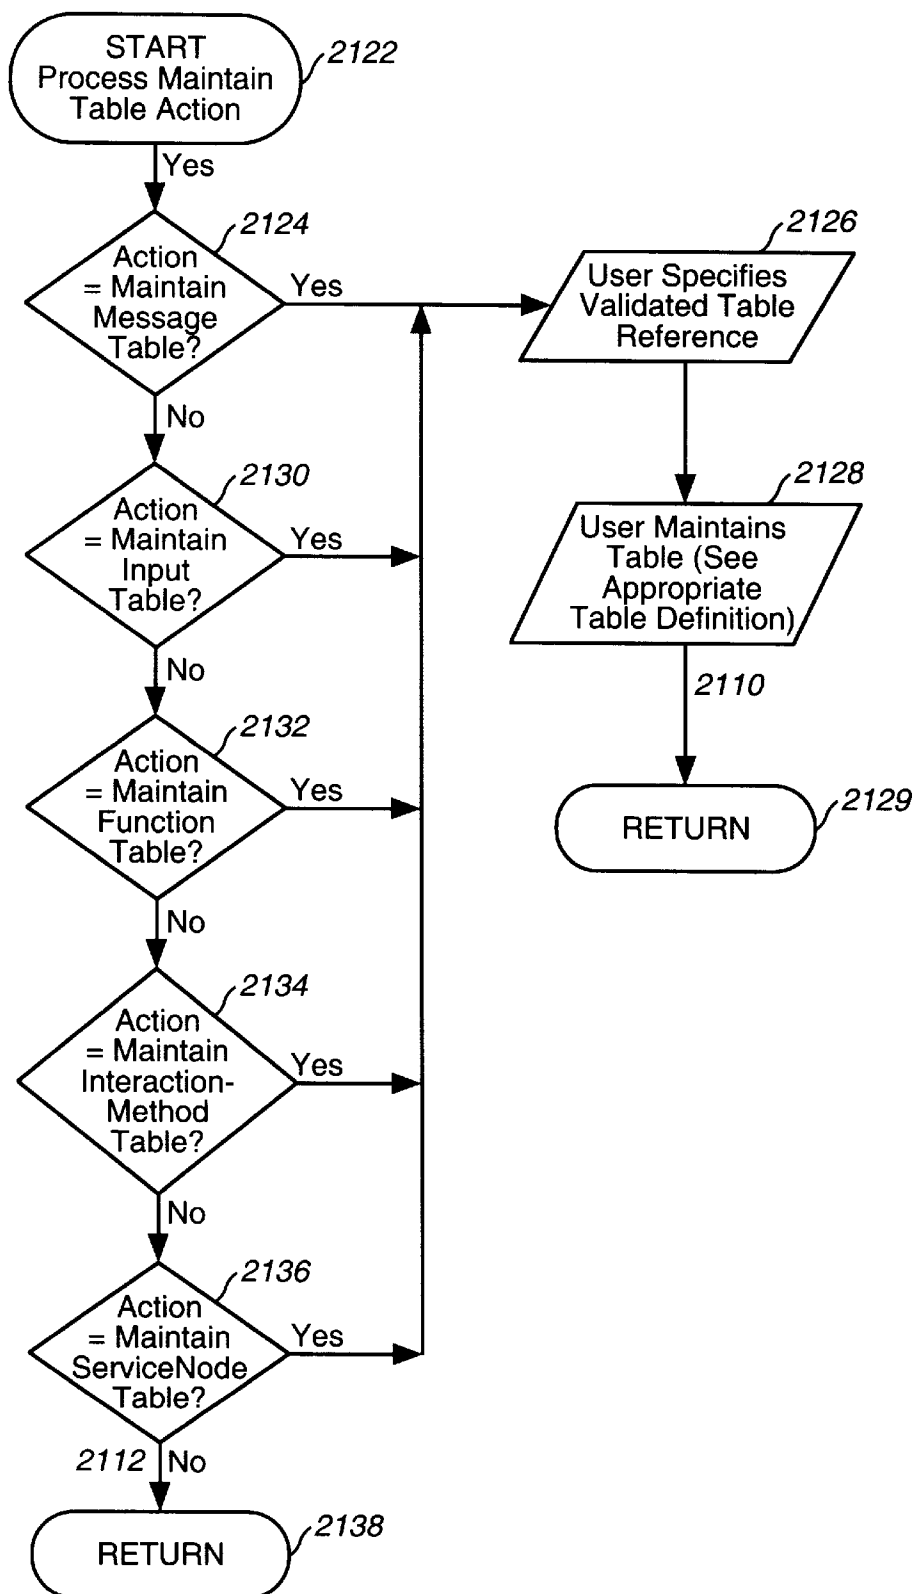 START
Process Maintain
Table Action
2122
Yes
Action
= Maintain
Message
Table?
2124
Yes
User Specifies
Validated Table
Reference
2126
No
Action
= Maintain
Input
Table?
2130
Yes
User Maintains
Table (See
Appropriate
Table Definition)
2128
No
2110
Action
= Maintain
Function
Table?
2132
Yes
RETURN
2129
No
Action
= Maintain
Interaction-
Method
Table?
2134
Yes
No
Action
= Maintain
ServiceNode
Table?
2136
Yes
2112
No
RETURN
2138